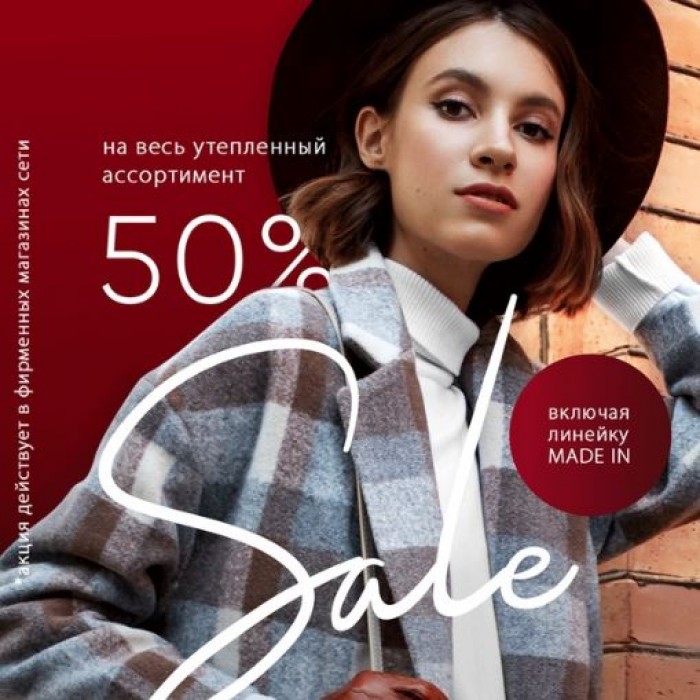 на весь утепленный
ассортимент
50%
Sale
включая
линейку
MADE IN
*акция действует в фирменных магазинах сети